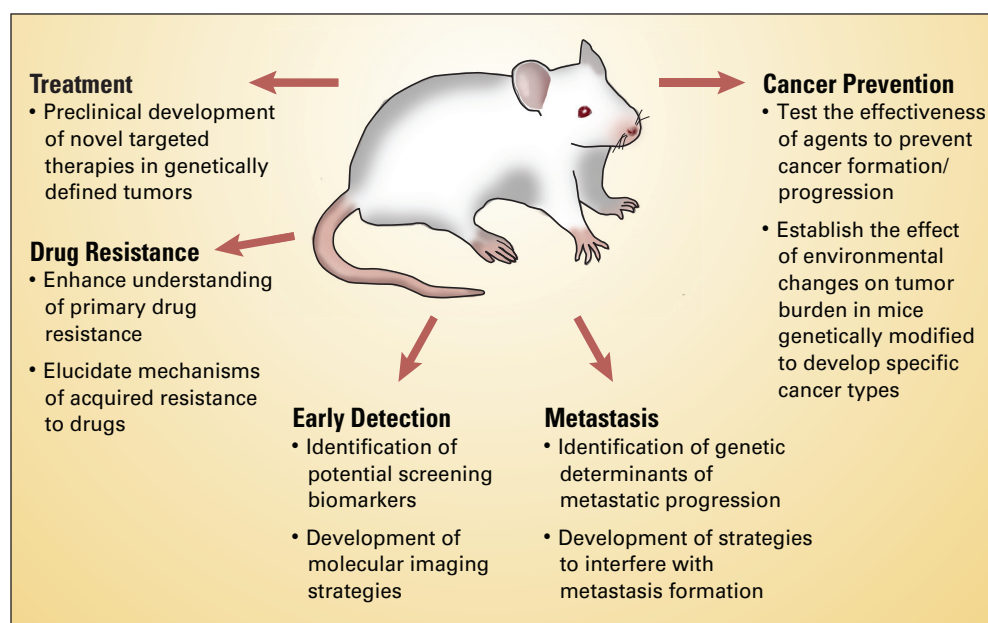 Treatment
• Preclinical development
of novel targeted
therapies in genetically
defined tumors
Drug Resistance
• Enhance understanding
of primary drug
resistance
• Elucidate mechanisms
of acquired resistance
to drugs
Early Detection
• Identification of
potential screening
biomarkers
• Development of
molecular imaging
strategies
Metastasis
• Identification of genetic
determinants of
metastatic progression
• Development of strategies
to interfere with
metastasis formation
Cancer Prevention
• Test the effectiveness
of agents to prevent
cancer formation/
progression
• Establish the effect
of environmental
changes on tumor
burden in mice
genetically modified
to develop specific
cancer types